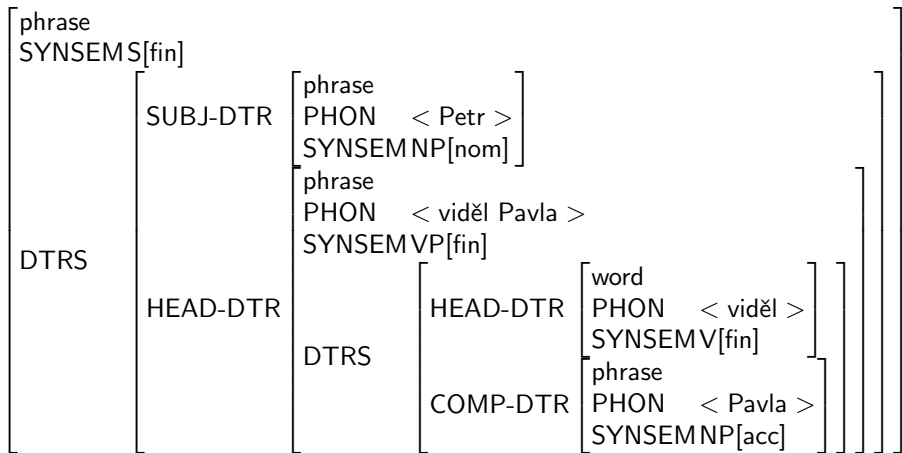 phrase
SYNSEM S[fin]
phrase
SUBJ-DTR PHON < Petr >
SYNSEM NP[nom]
phrase
PHON < viděl Pavla >
SYNSEM VP[fin]
DTRS
word
HEAD-DTR HEAD-DTR PHON < viděl >
SYNSEM V[fin]
DTRS
phrase
COMP-DTR PHON < Pavla >
SYNSEM NP[acc]